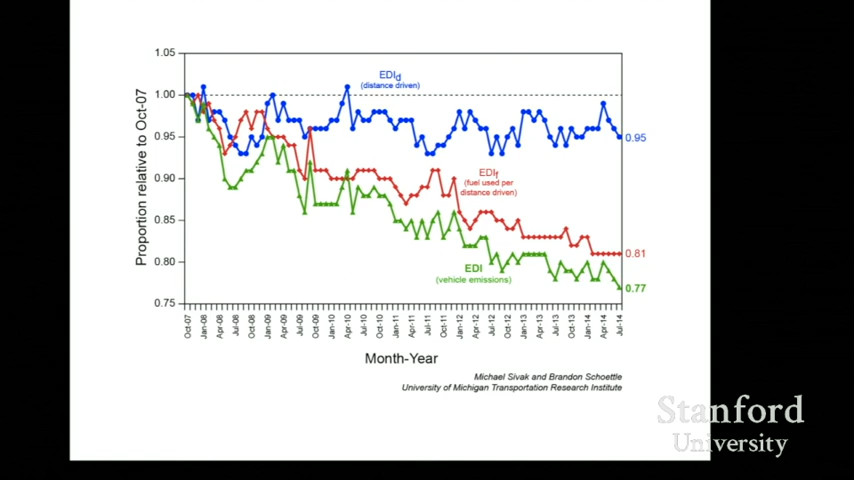 1.05
1.00
0.95
0.90
0.85
0.80
0.75
Proportion relative to Oct-07
EDId
(distance driven)
0.95
EDIf
(fuel used per
distance driven)
0.81
EDI
(vehicle emissions)
0.77
Oct-07
Jan-08
Apr-08
Jul-08
Oct-08
Jan-09
Apr-09
Jul-09
Oct-09
Jan-10
Apr-10
Jul-10
Oct-10
Jan-11
Apr-11
Jul-11
Oct-11
Jan-12
Apr-12
Jul-12
Oct-12
Jan-13
Apr-13
Jul-13
Oct-13
Jan-14
Apr-14
Jul-14
Month-Year
Michael Sivak and Brandon Schoettle
University of Michigan Transportation Research Institute
Stanford
University